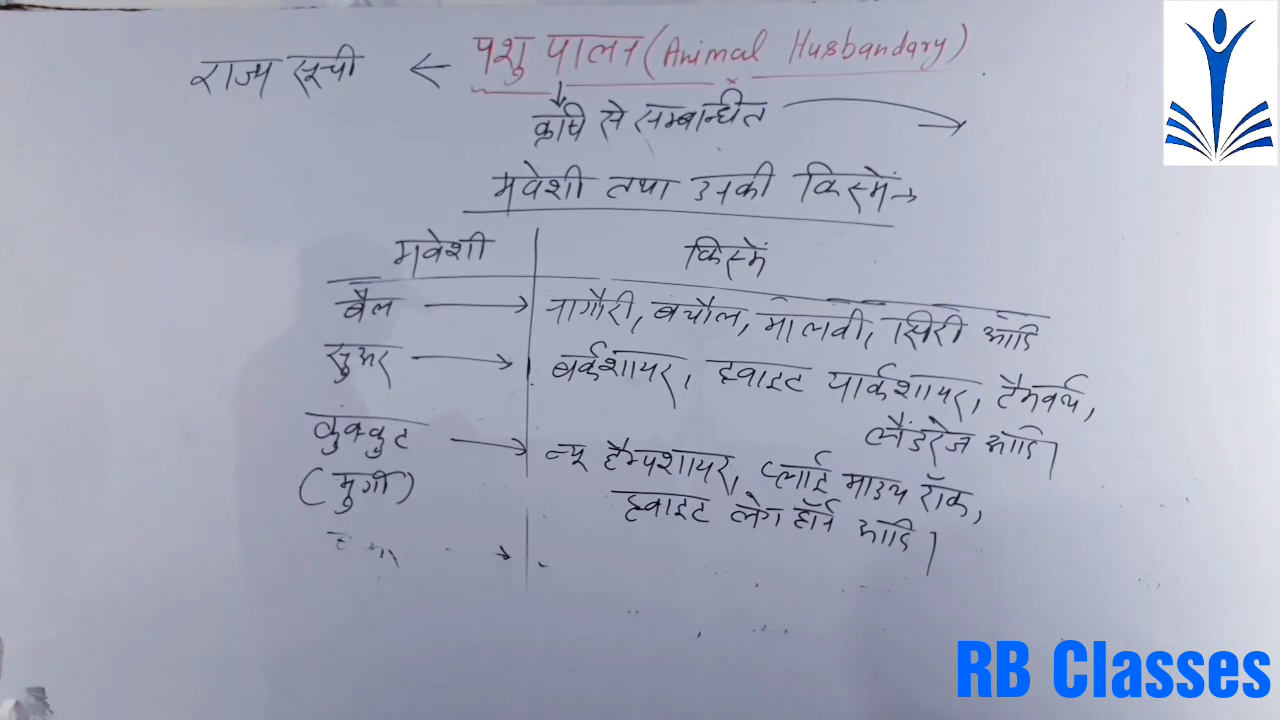 राज्य सूची ← पशु पालन (Animal Husbandary)
कृषि से सम्बन्धित →
मवेशी तथा उनकी किस्में→
मवेशी किस्में
बैल → नागौरी, बचौल, मालवी, सिरी आदि
सुअर → बर्कशायर, ह्वाइट यार्कशायर, टैमवर्थ,
लैंडरेज आदि।
कुक्कुट → न्यू हैम्पशायर, प्लाई माउथ रॉक,
(मुर्गी) ह्वाइट लेग हॉर्न आदि।
RB Classes